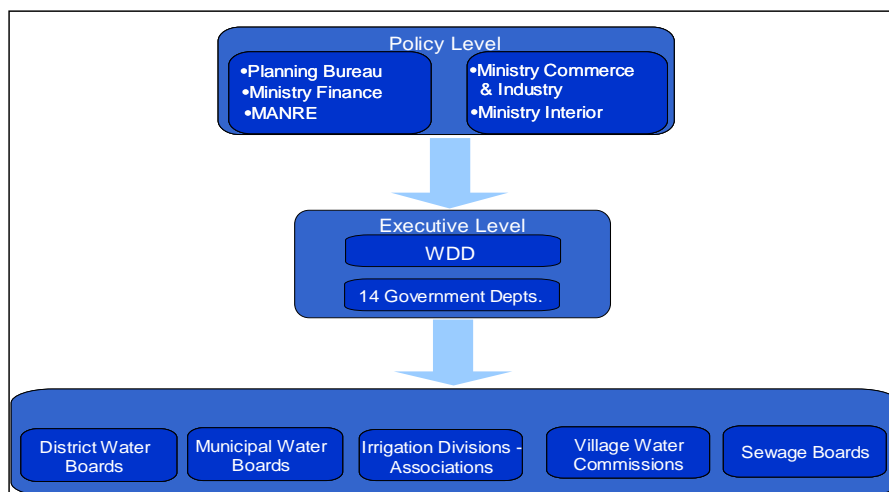 Policy Level
•Planning Bureau
•Ministry Finance
•MANRE
•Ministry Commerce
& Industry
•Ministry Interior
Executive Level
WDD
14 Government Depts.
District Water
Boards
Municipal Water
Boards
Irrigation Divisions -
Associations
Village Water
Commissions
Sewage Boards